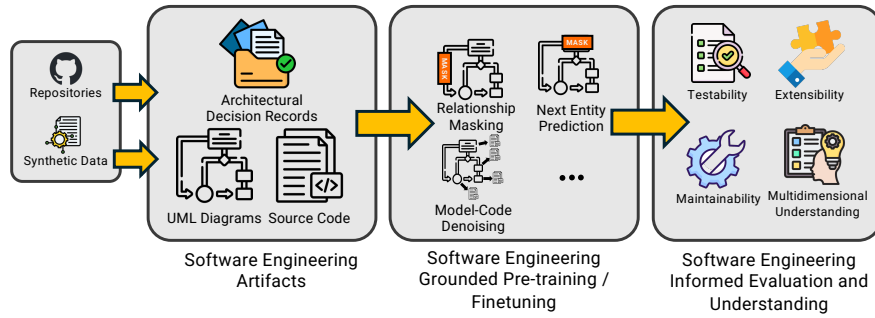 Repositories
Synthetic Data
Architectural
Decision Records
UML Diagrams
Source Code
Software Engineering
Artifacts
MASK
Relationship
Masking
MASK
Next Entity
Prediction
Model-Code
Denoising
...
Software Engineering
Grounded Pre-training /
Finetuning
Testability
Extensibility
Maintainability
Multidimensional
Understanding
Software Engineering
Informed Evaluation and
Understanding